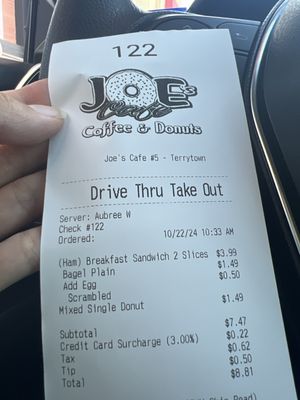 122
JOE's
Cafe
Coffee & Donuts
Joe's Cafe #5 - Terrytown
Drive Thru Take Out
Server: Aubree W
Check #122
Ordered: 10/22/24 10:33 AM
(Ham) Breakfast Sandwich 2 Slices $3.99
Bagel Plain $1.49
Add Egg $0.50
Scrambled
Mixed Single Donut $1.49
Subtotal $7.47
Credit Card Surcharge (3.00%) $0.22
Tax $0.62
Tip $0.50
Total $8.81
Road)